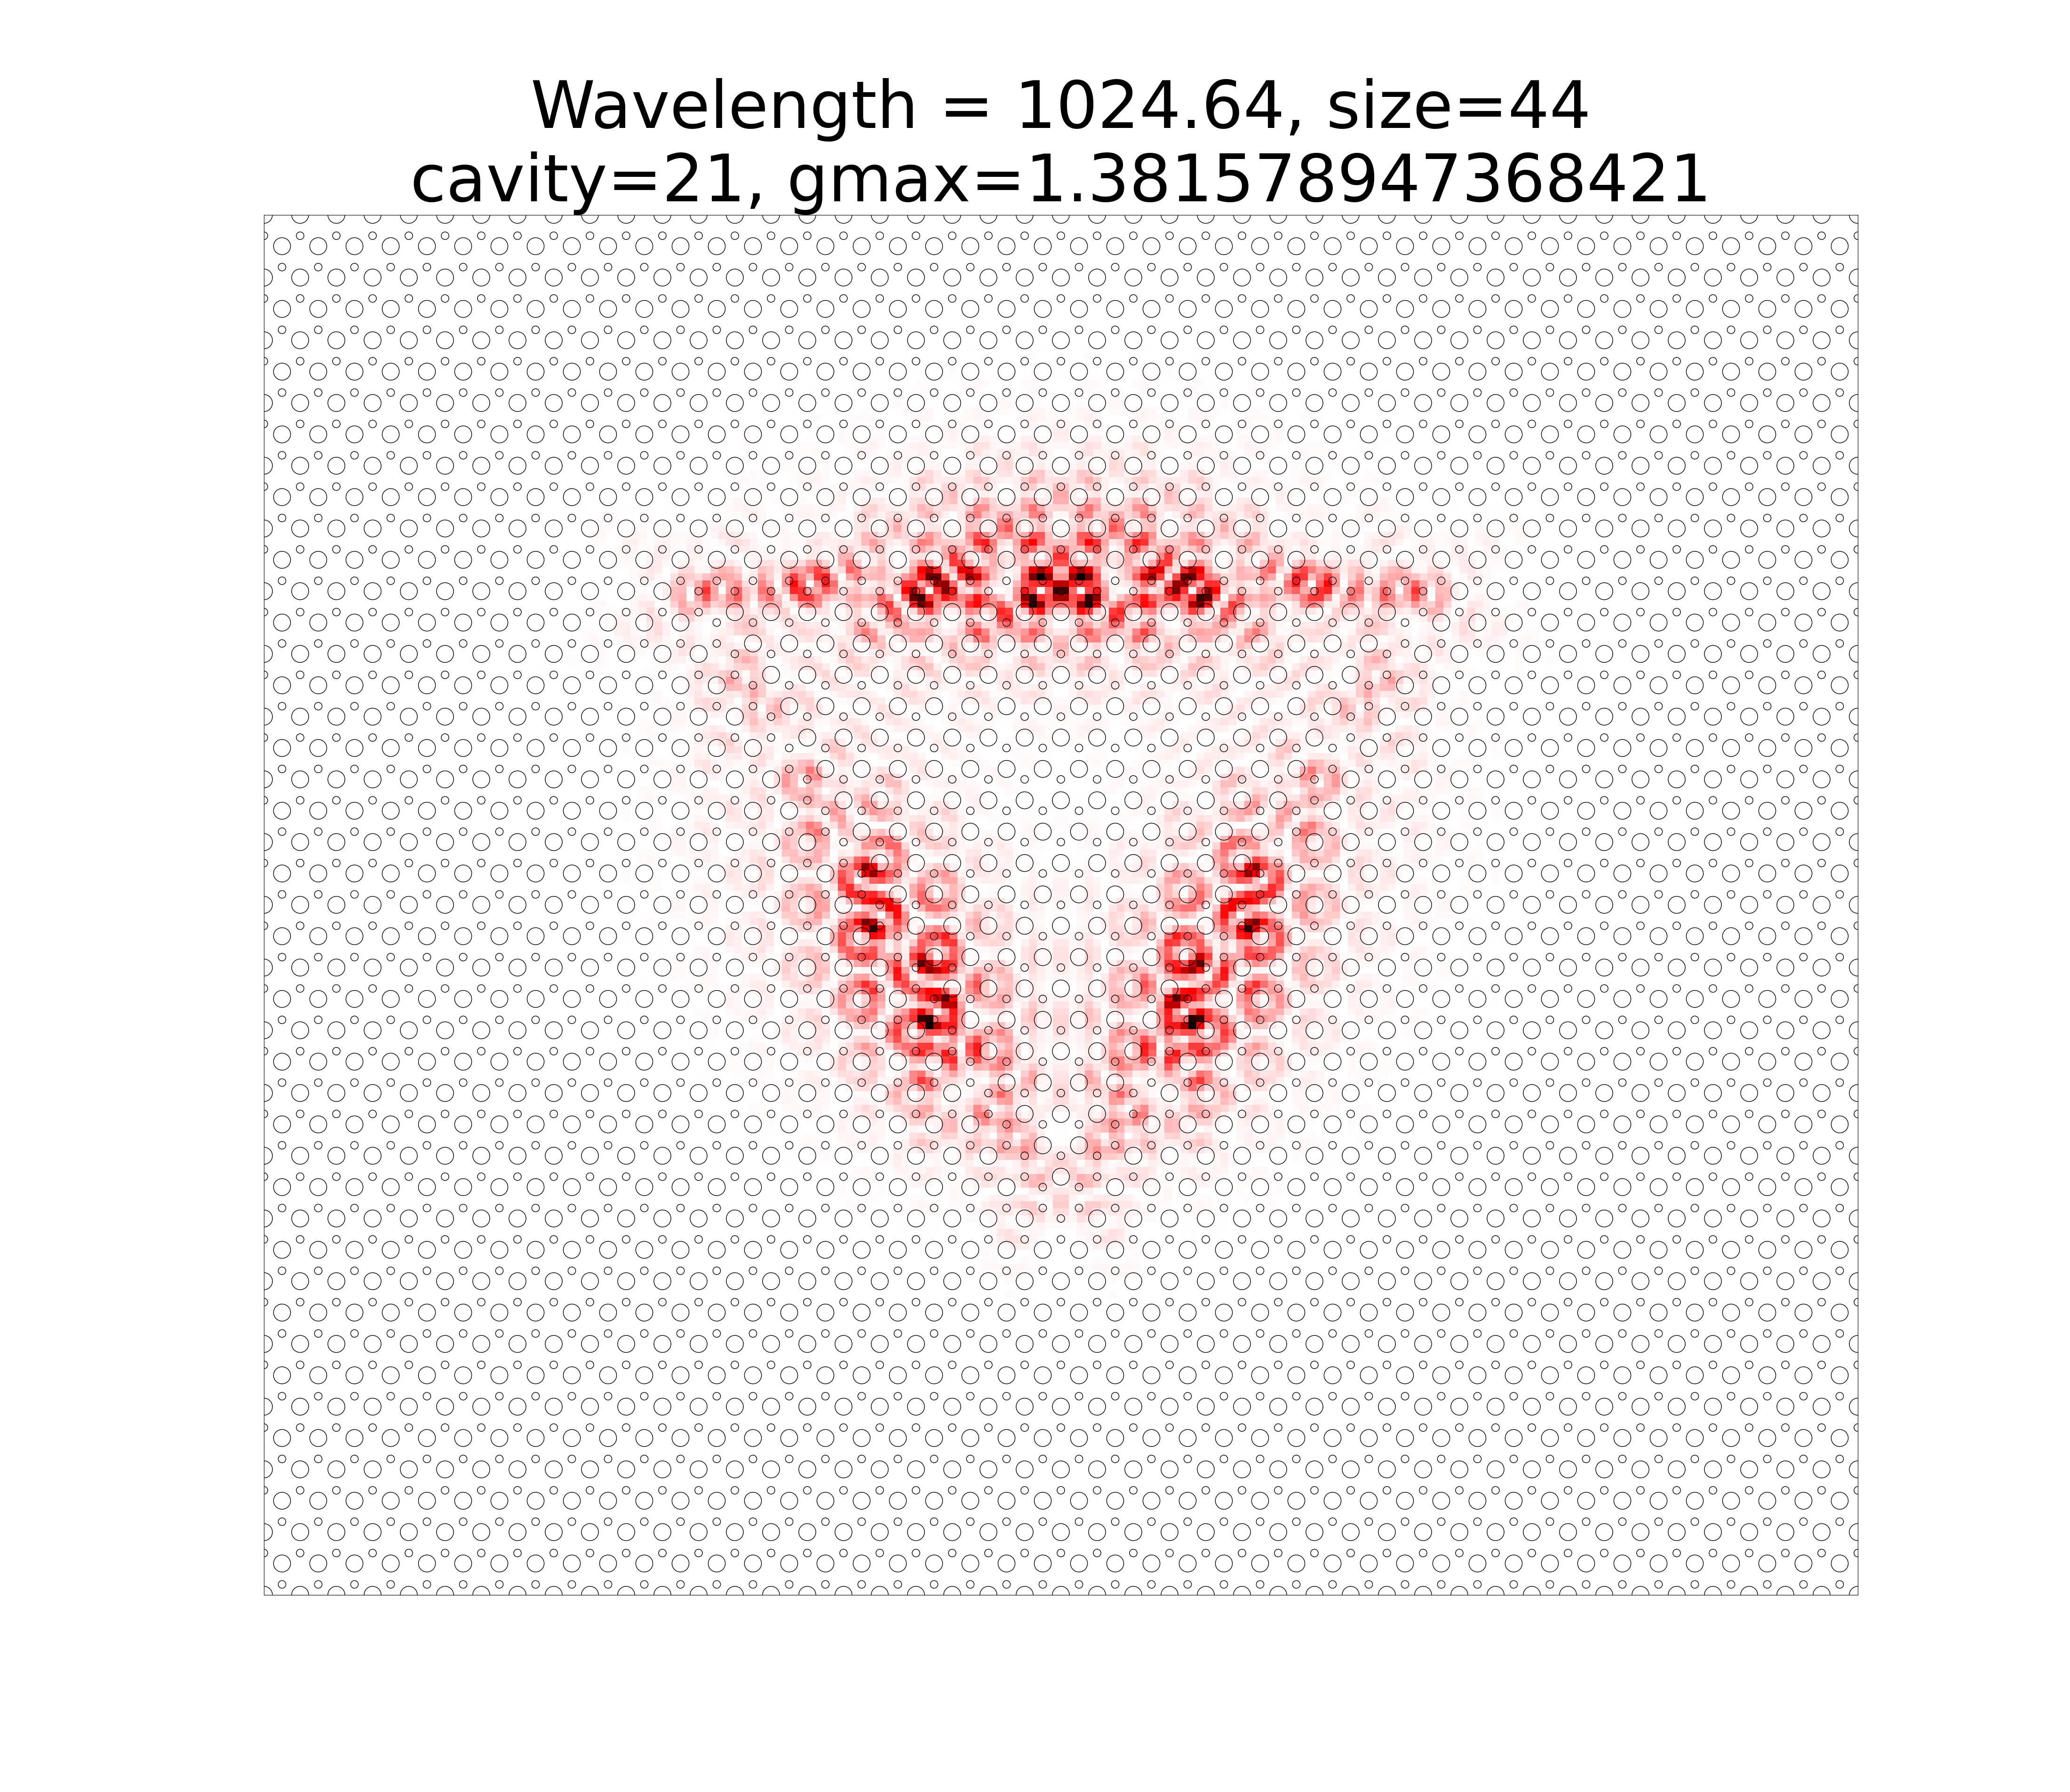 Wavelength = 1024.64, size=44
cavity=21, gmax=1.381578947368421